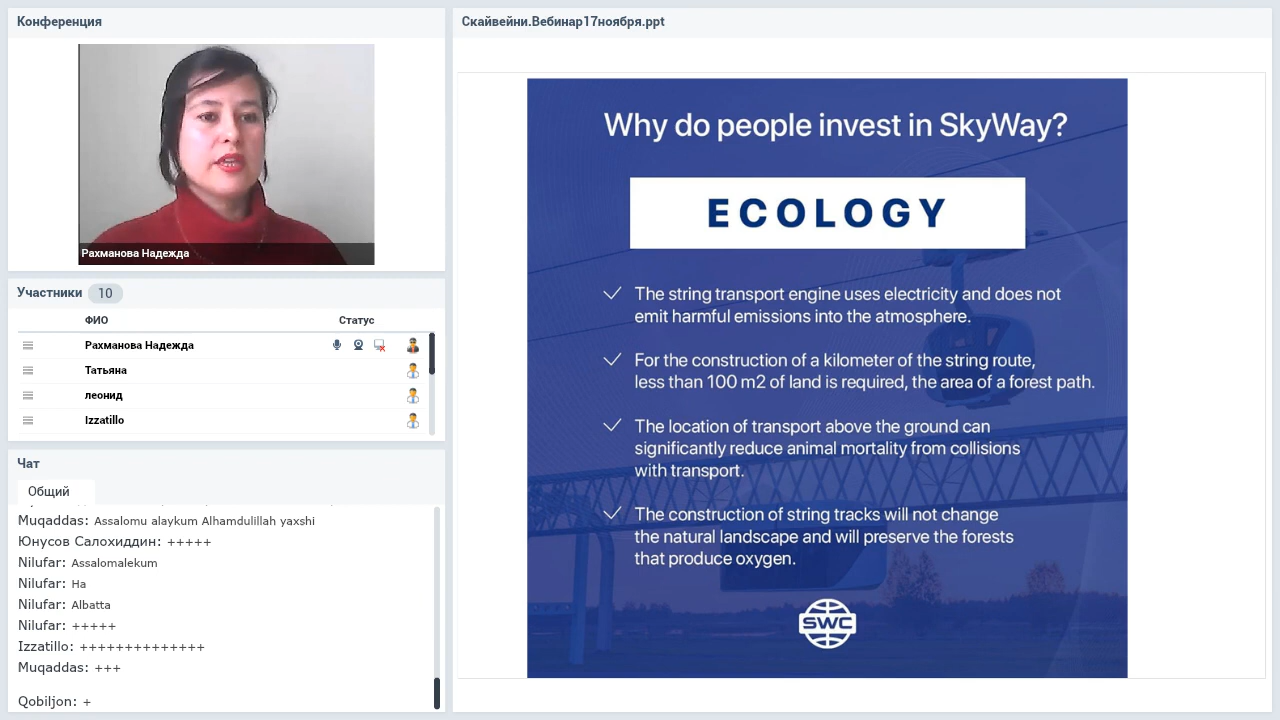 Конференция
Рахманова Надежда
Участники 10
ФИО Статус
Рахманова Надежда
Татьяна
леонид
Izzatillo
Чат
Общий
Muqaddas: Assalomu alaykum Alhamdulillah yaxshi
Юнусов Салохиддин: +++++
Nilufar: Assalomalekum
Nilufar: Ha
Nilufar: Albatta
Nilufar: +++++
Izzatillo: ++++++++++++++
Muqaddas: +++
Qobiljon: +
Скайвейни.Вебинар17ноября.ppt
Why do people invest in SkyWay?
ECOLOGY
The string transport engine uses electricity and does not
emit harmful emissions into the atmosphere.
For the construction of a kilometer of the string route,
less than 100 m2 of land is required, the area of a forest path.
The location of transport above the ground can
significantly reduce animal mortality from collisions
with transport.
The construction of string tracks will not change
the natural landscape and will preserve the forests
that produce oxygen.
SWC